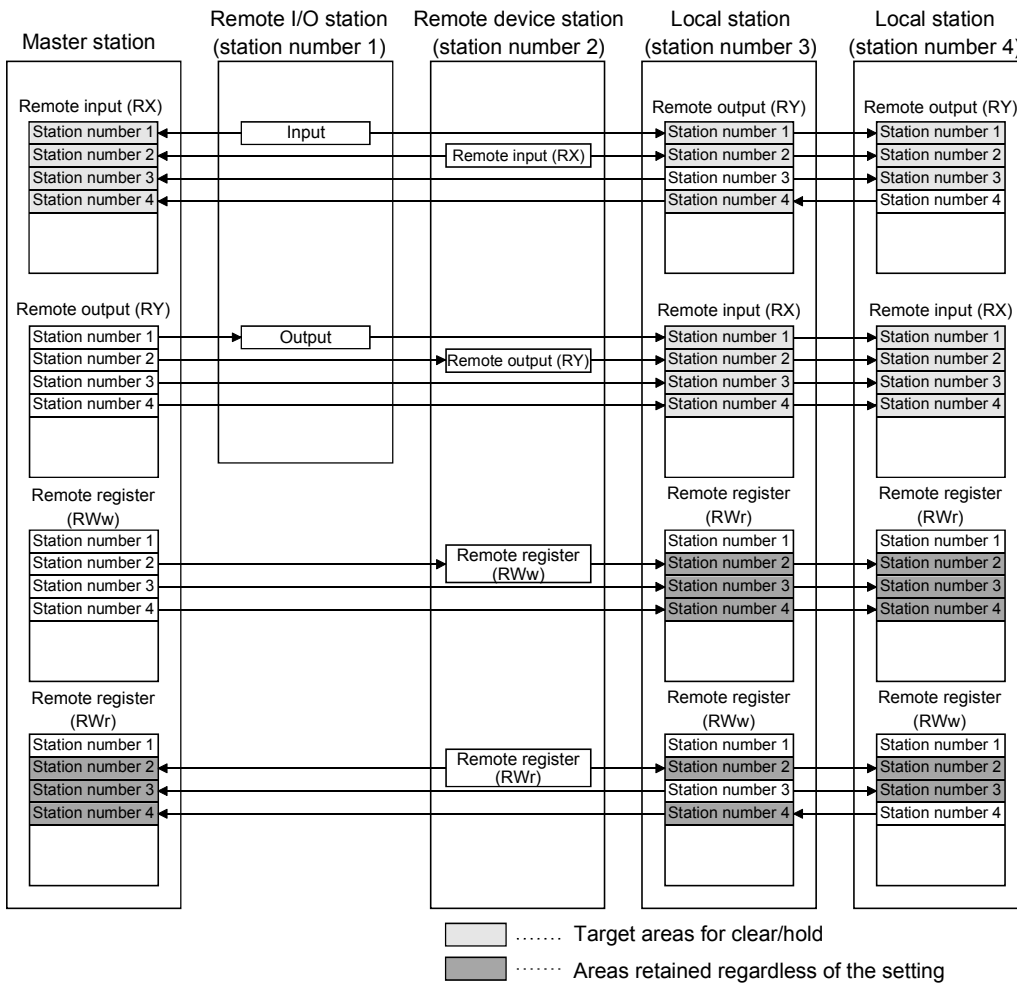 Master station
Remote I/O station
(station number 1)
Remote device station
(station number 2)
Local station
(station number 3)
Local station
(station number 4)
Remote input (RX)
Station number 1
Station number 2
Station number 3
Station number 4
Input
Remote input (RX)
Remote output (RY)
Station number 1
Station number 2
Station number 3
Station number 4
Remote output (RY)
Station number 1
Station number 2
Station number 3
Station number 4
Remote output (RY)
Station number 1
Station number 2
Station number 3
Station number 4
Output
Remote output (RY)
Remote input (RX)
Station number 1
Station number 2
Station number 3
Station number 4
Remote input (RX)
Station number 1
Station number 2
Station number 3
Station number 4
Remote register
(RWw)
Station number 1
Station number 2
Station number 3
Station number 4
Remote register
(RWw)
Remote register
(RWr)
Station number 1
Station number 2
Station number 3
Station number 4
Remote register
(RWr)
Station number 1
Station number 2
Station number 3
Station number 4
Remote register
(RWr)
Station number 1
Station number 2
Station number 3
Station number 4
Remote register
(RWr)
Remote register
(RWw)
Station number 1
Station number 2
Station number 3
Station number 4
Remote register
(RWw)
Station number 1
Station number 2
Station number 3
Station number 4
....... Target areas for clear/hold
....... Areas retained regardless of the setting